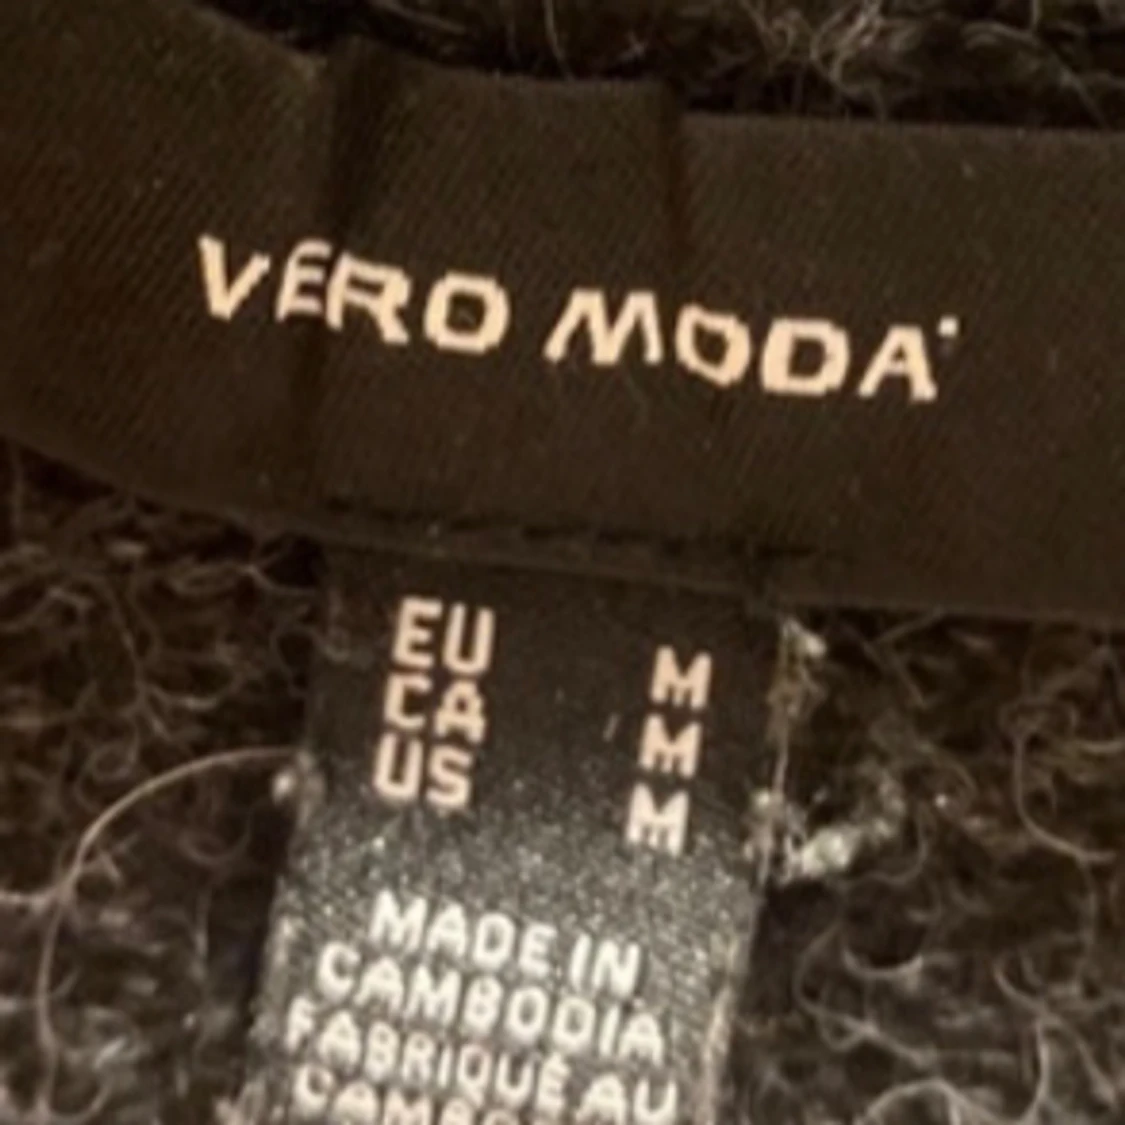 VERO MODA
EU M
CA M
US M
MADE IN
CAMBODIA
FABRIQUÉ AU